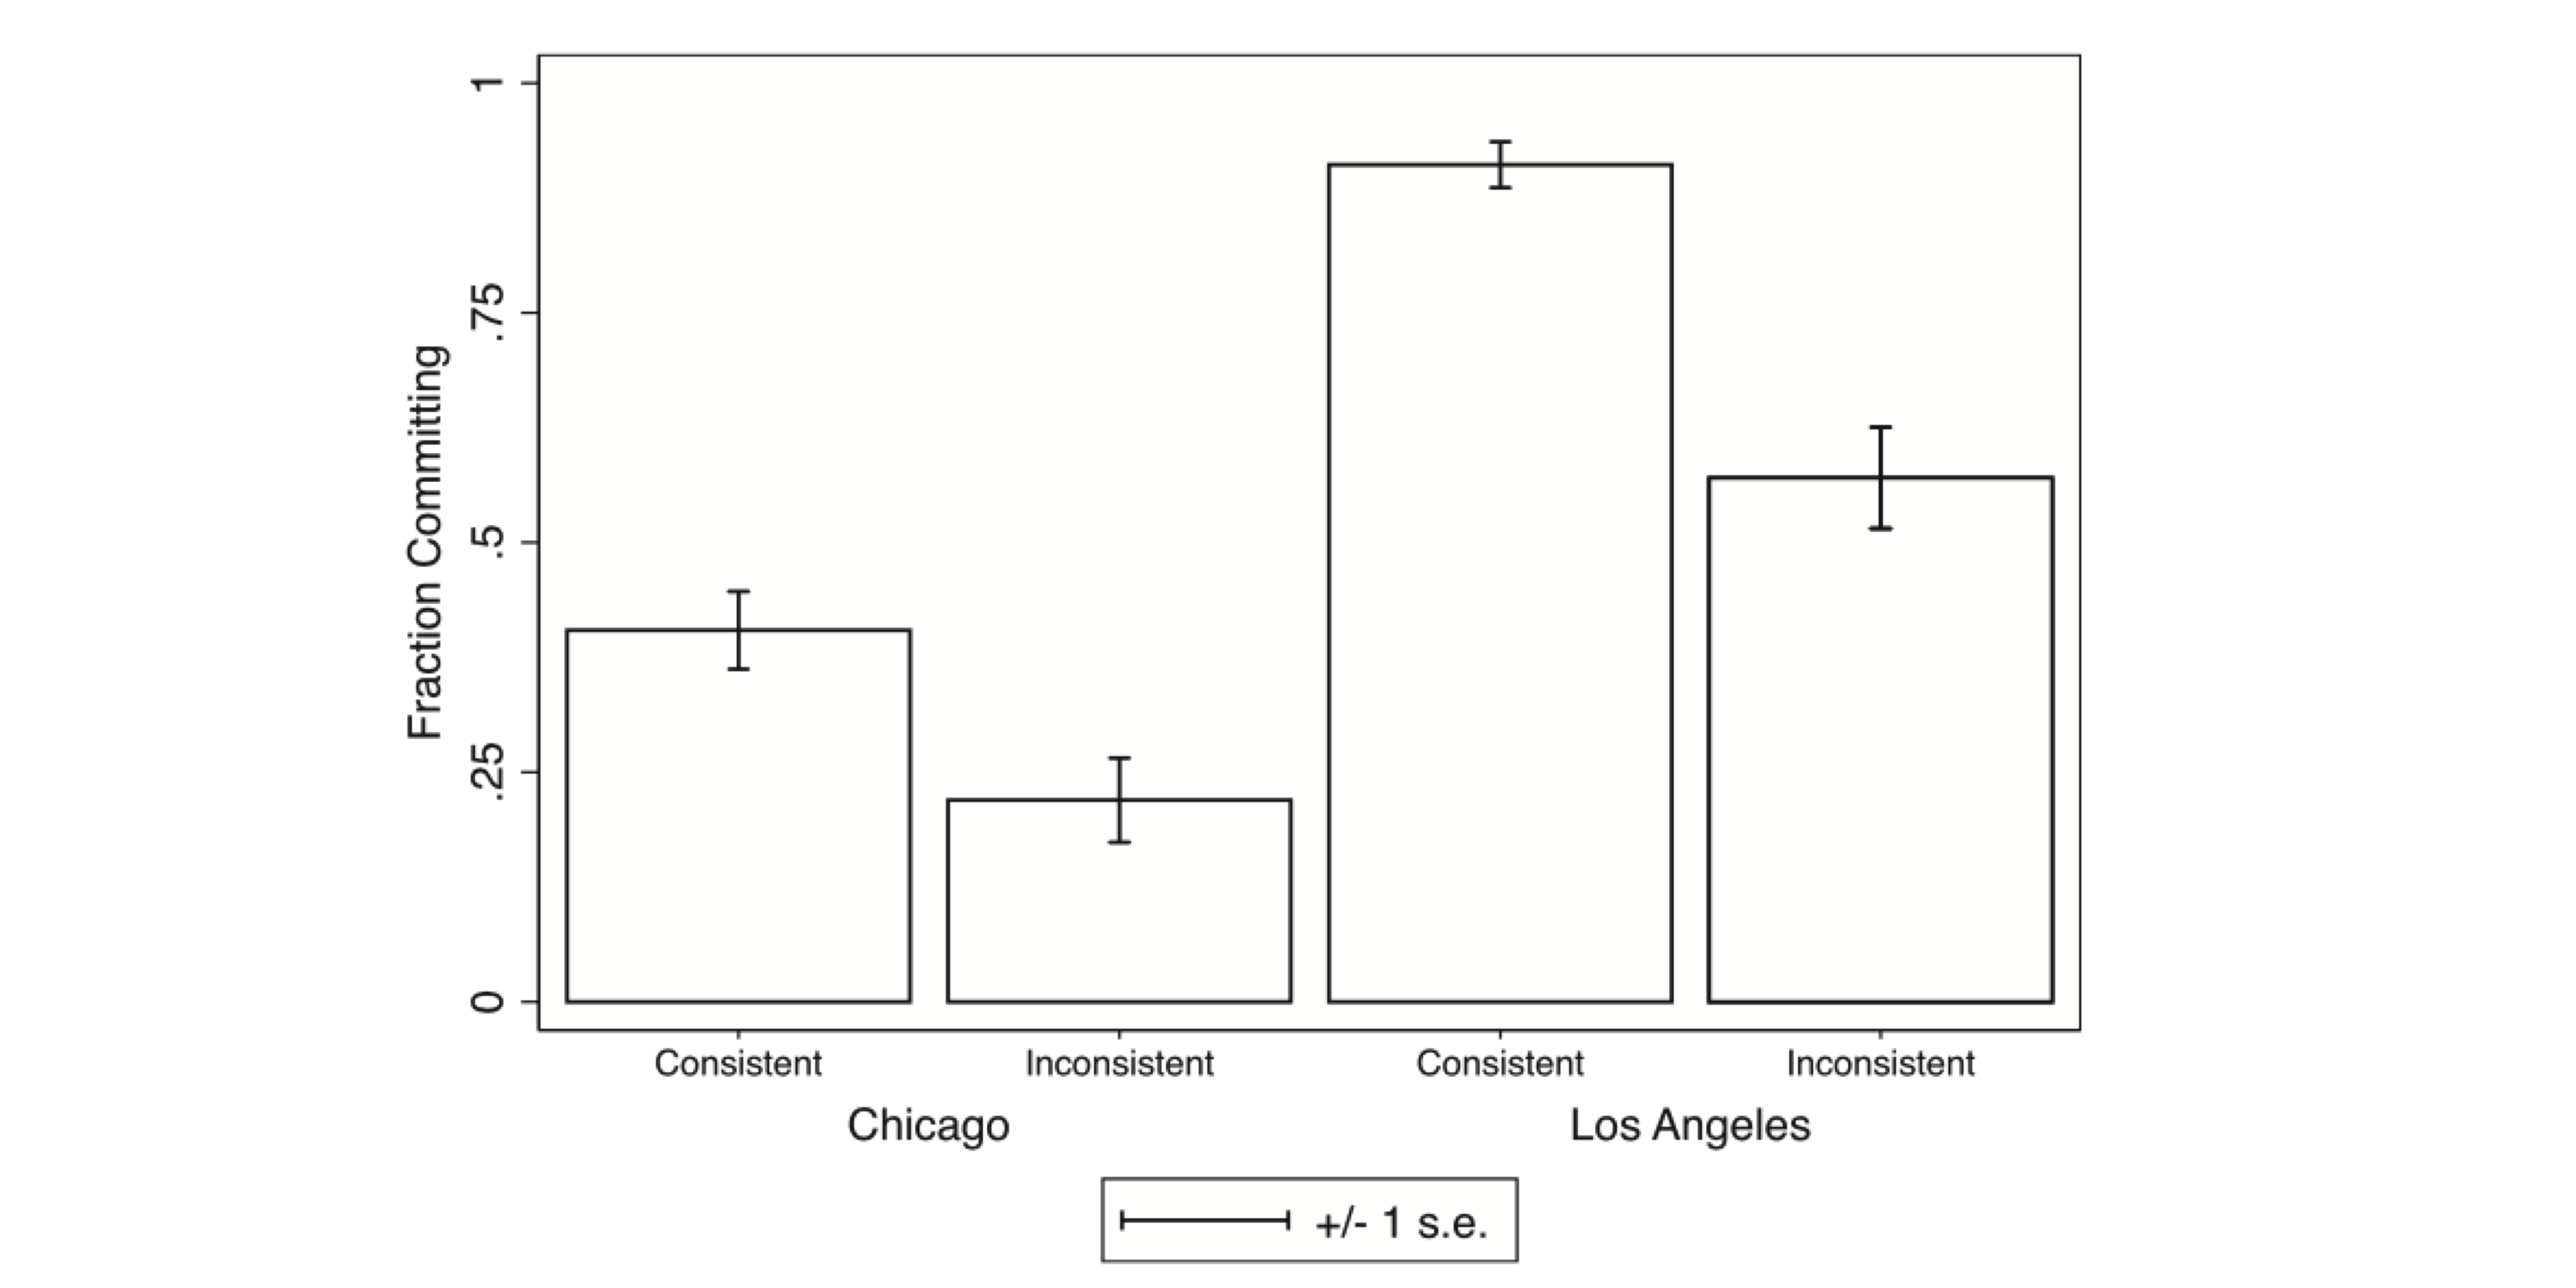 Fraction Committing
1
.75
.5
.25
0
Consistent Inconsistent Consistent Inconsistent
Chicago Los Angeles
+/- 1 s.e.